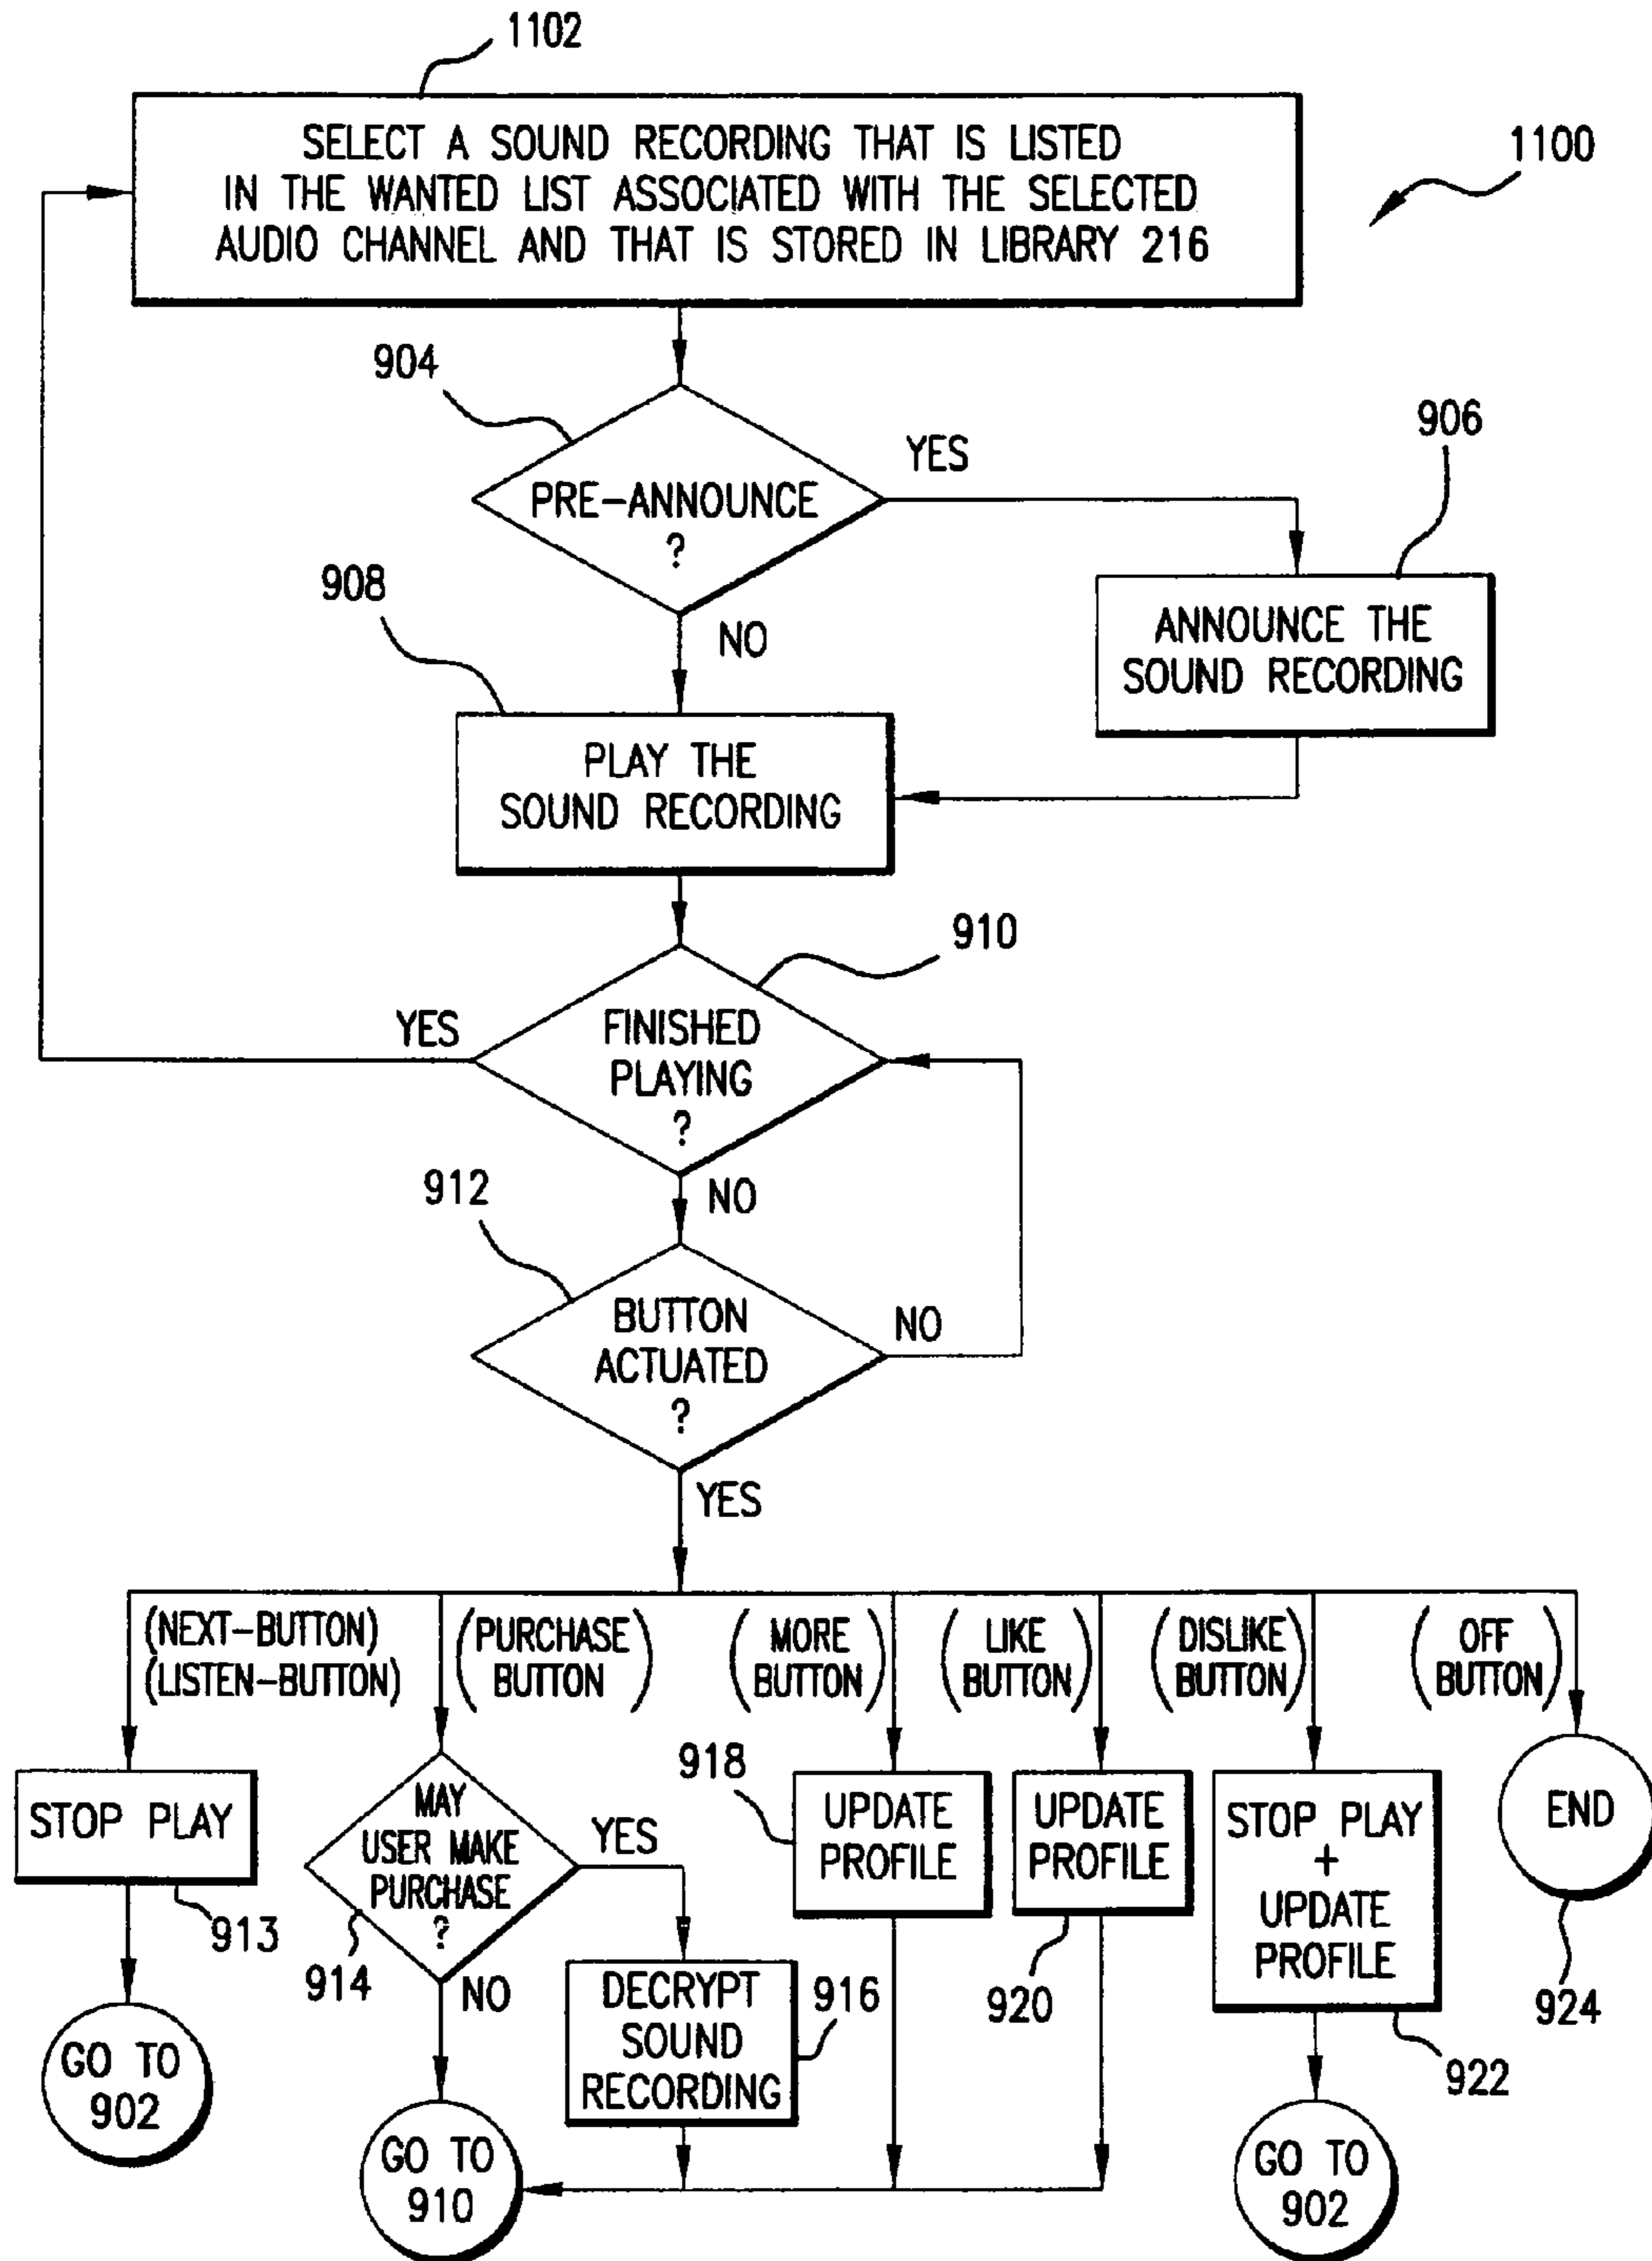 1102
SELECT A SOUND RECORDING THAT IS LISTED
IN THE WANTED LIST ASSOCIATED WITH THE SELECTED
AUDIO CHANNEL AND THAT IS STORED IN LIBRARY 216
1100
904
PRE-ANNOUNCE
?
YES
NO
906
ANNOUNCE THE
SOUND RECORDING
908
PLAY THE
SOUND RECORDING
910
FINISHED
PLAYING
?
YES
NO
912
BUTTON
ACTUATED
?
NO
YES
(NEXT-BUTTON)
(LISTEN-BUTTON)
(PURCHASE
BUTTON)
(MORE
BUTTON)
(LIKE
BUTTON)
(DISLIKE
BUTTON)
(OFF
BUTTON)
STOP PLAY
913
GO TO
902
MAY
USER MAKE
PURCHASE
?
914
YES
NO
DECRYPT
SOUND
RECORDING
916
GO TO
910
918
UPDATE
PROFILE
UPDATE
PROFILE
920
STOP PLAY
+
UPDATE
PROFILE
922
GO TO
902
END
924